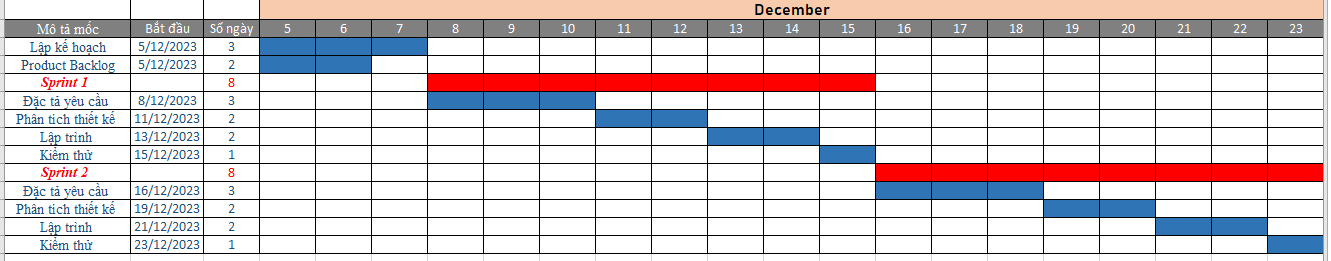 December
Mô tả mốc Bắt đầu Số ngày 5 6 7 8 9 10 11 12 13 14 15 16 17 18 19 20 21 22 23
Lập kế hoạch 5/12/2023 3
Product Backlog 5/12/2023 2
Sprint 1 8
Đặc tả yêu cầu 8/12/2023 3
Phân tích thiết kế 11/12/2023 2
Lập trình 13/12/2023 2
Kiểm thử 15/12/2023 1
Sprint 2 8
Đặc tả yêu cầu 16/12/2023 3
Phân tích thiết kế 19/12/2023 2
Lập trình 21/12/2023 2
Kiểm thử 23/12/2023 1